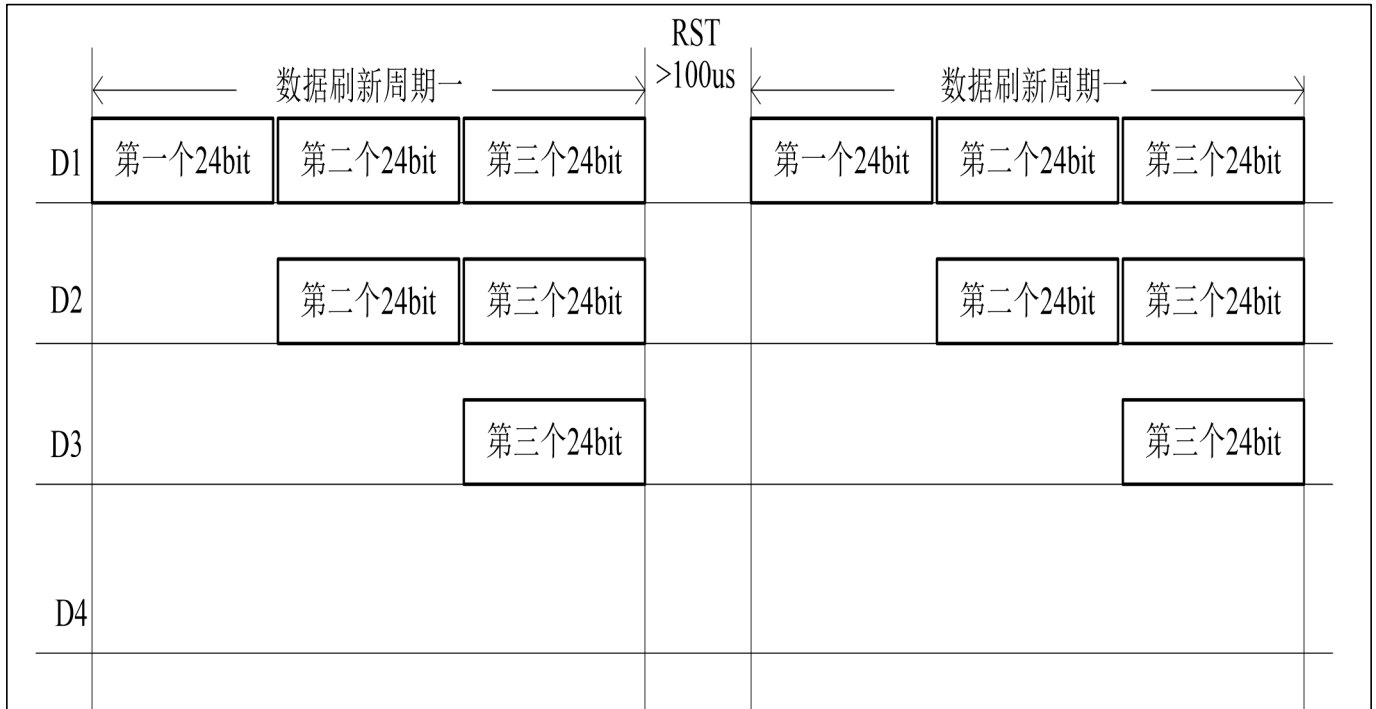 RST
>100us
数据刷新周期一
数据刷新周期一
D1
第一个24bit
第二个24bit
第三个24bit
第一个24bit
第二个24bit
第三个24bit
D2
第二个24bit
第三个24bit
第二个24bit
第三个24bit
D3
第三个24bit
第三个24bit
D4